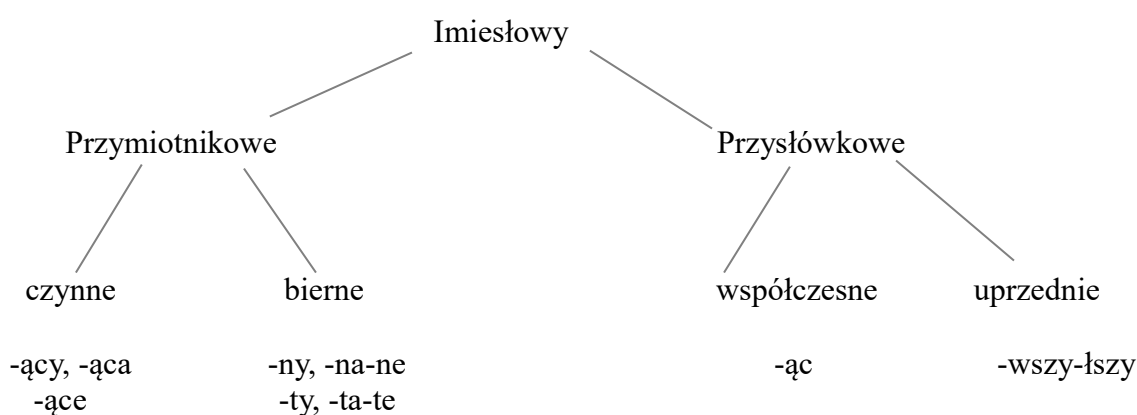 Imiesłowy
Przymiotnikowe
Przysłówkowe
czynne
bierne
współczesne
uprzednie
-ący, -ąca
-ące
-ny, -na-ne
-ty, -ta-te
-ąc
-wszy-łszy